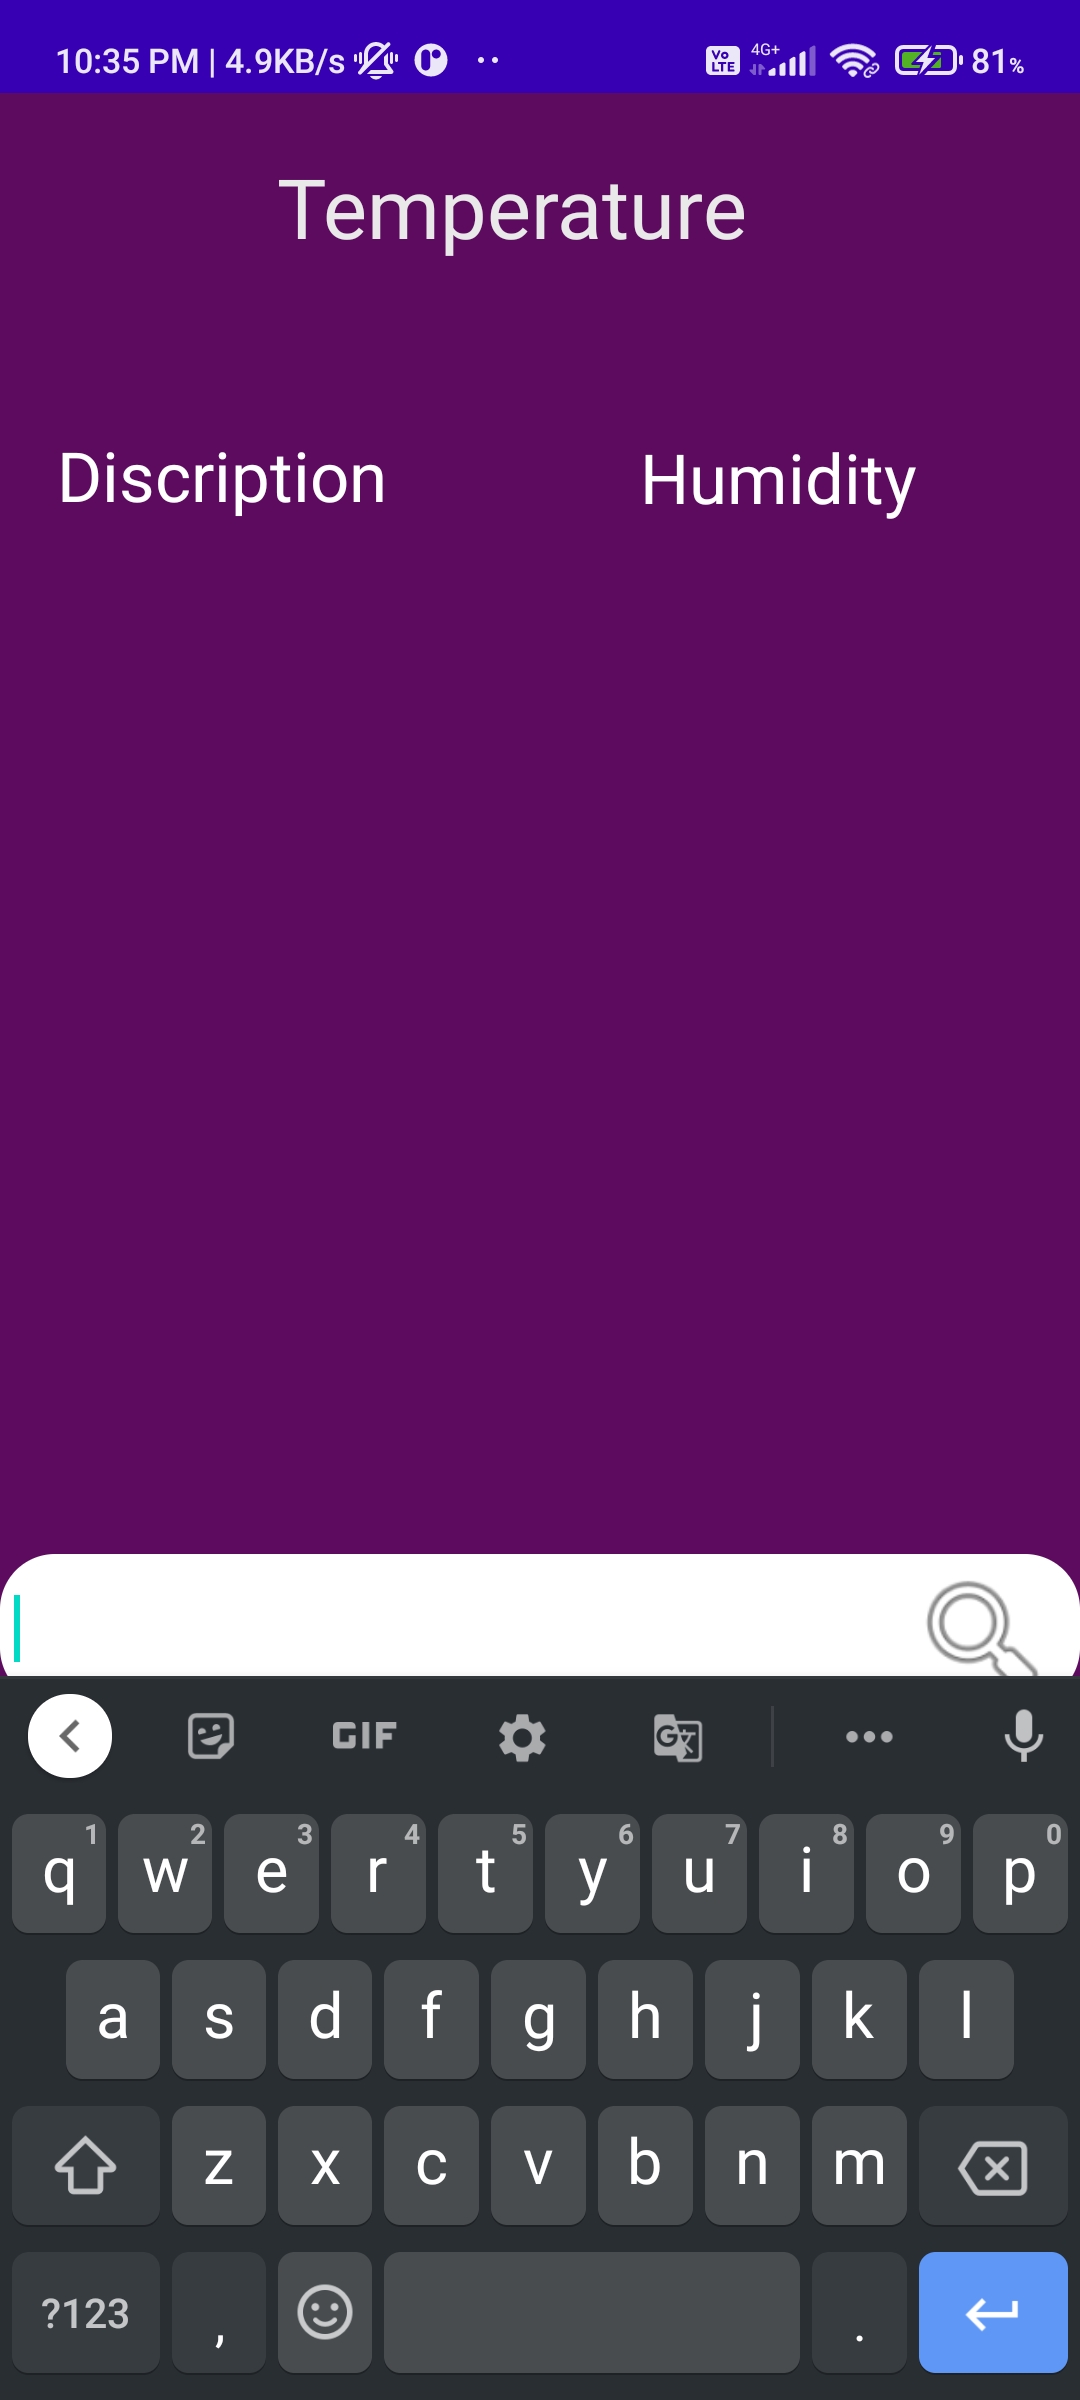 10:35 PM | 4.9KB/s Vo LTE 4G+ 81%
Temperature
Discription Humidity
GIF G
1 2 3 4 5 6 7 8 9 0
q w e r t y u i o p
a s d f g h j k l
z x c v b n m
?123 , .